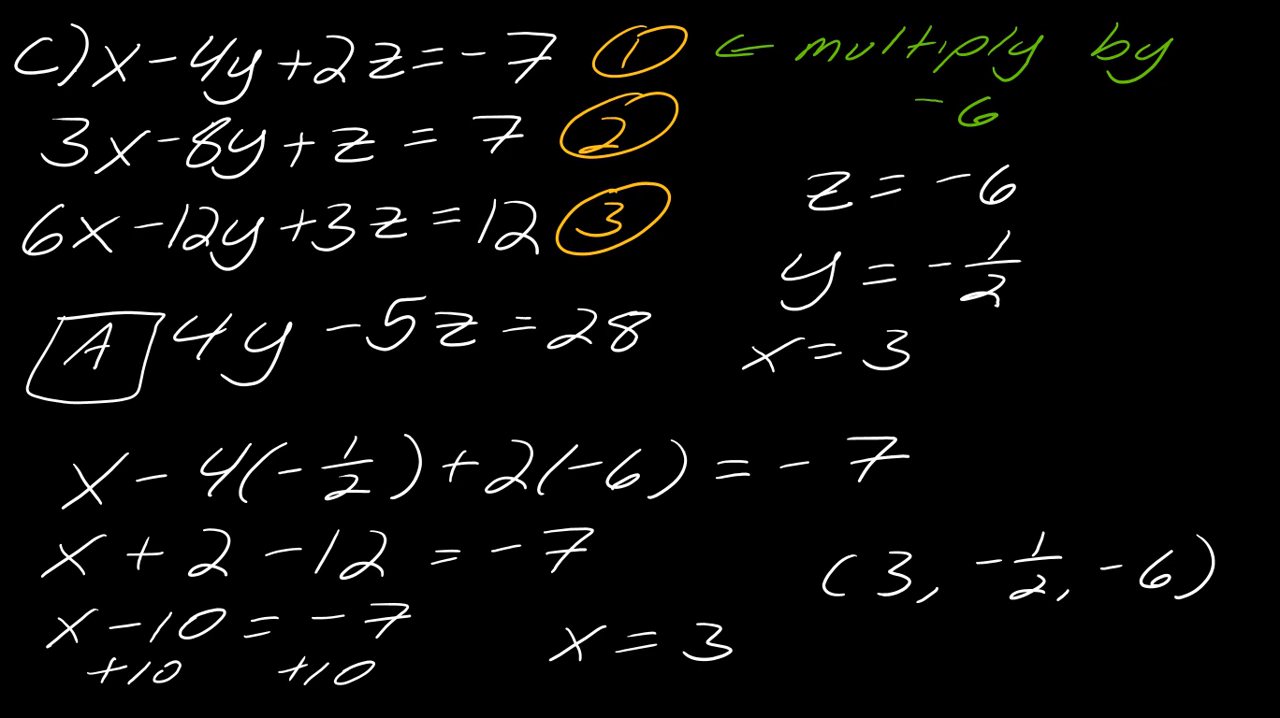 c) x - 4y + 2z = -7 ① ← multiply by
-6
3x - 8y + z = 7 ②
6x - 12y + 3z = 12 ③
z = -6
y = -1/2
x = 3
A 4y - 5z = 28
x - 4(-1/2) + 2(-6) = -7
x + 2 - 12 = -7
x - 10 = -7
+10 +10
x = 3
(3, -1/2, -6)